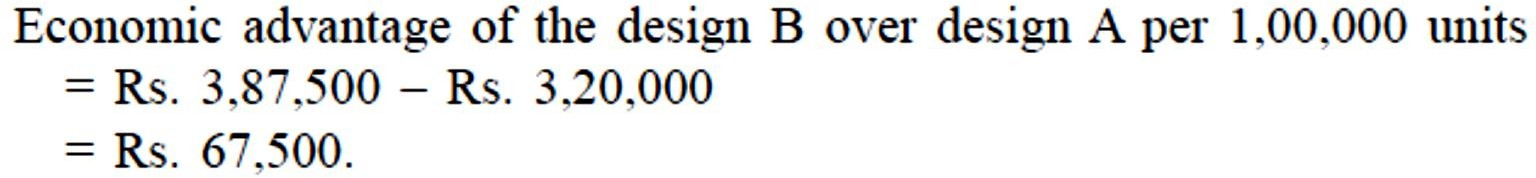 Economic advantage of the design B over design A per 1,00,000 units
= Rs. 3,87,500 – Rs. 3,20,000
= Rs. 67,500.